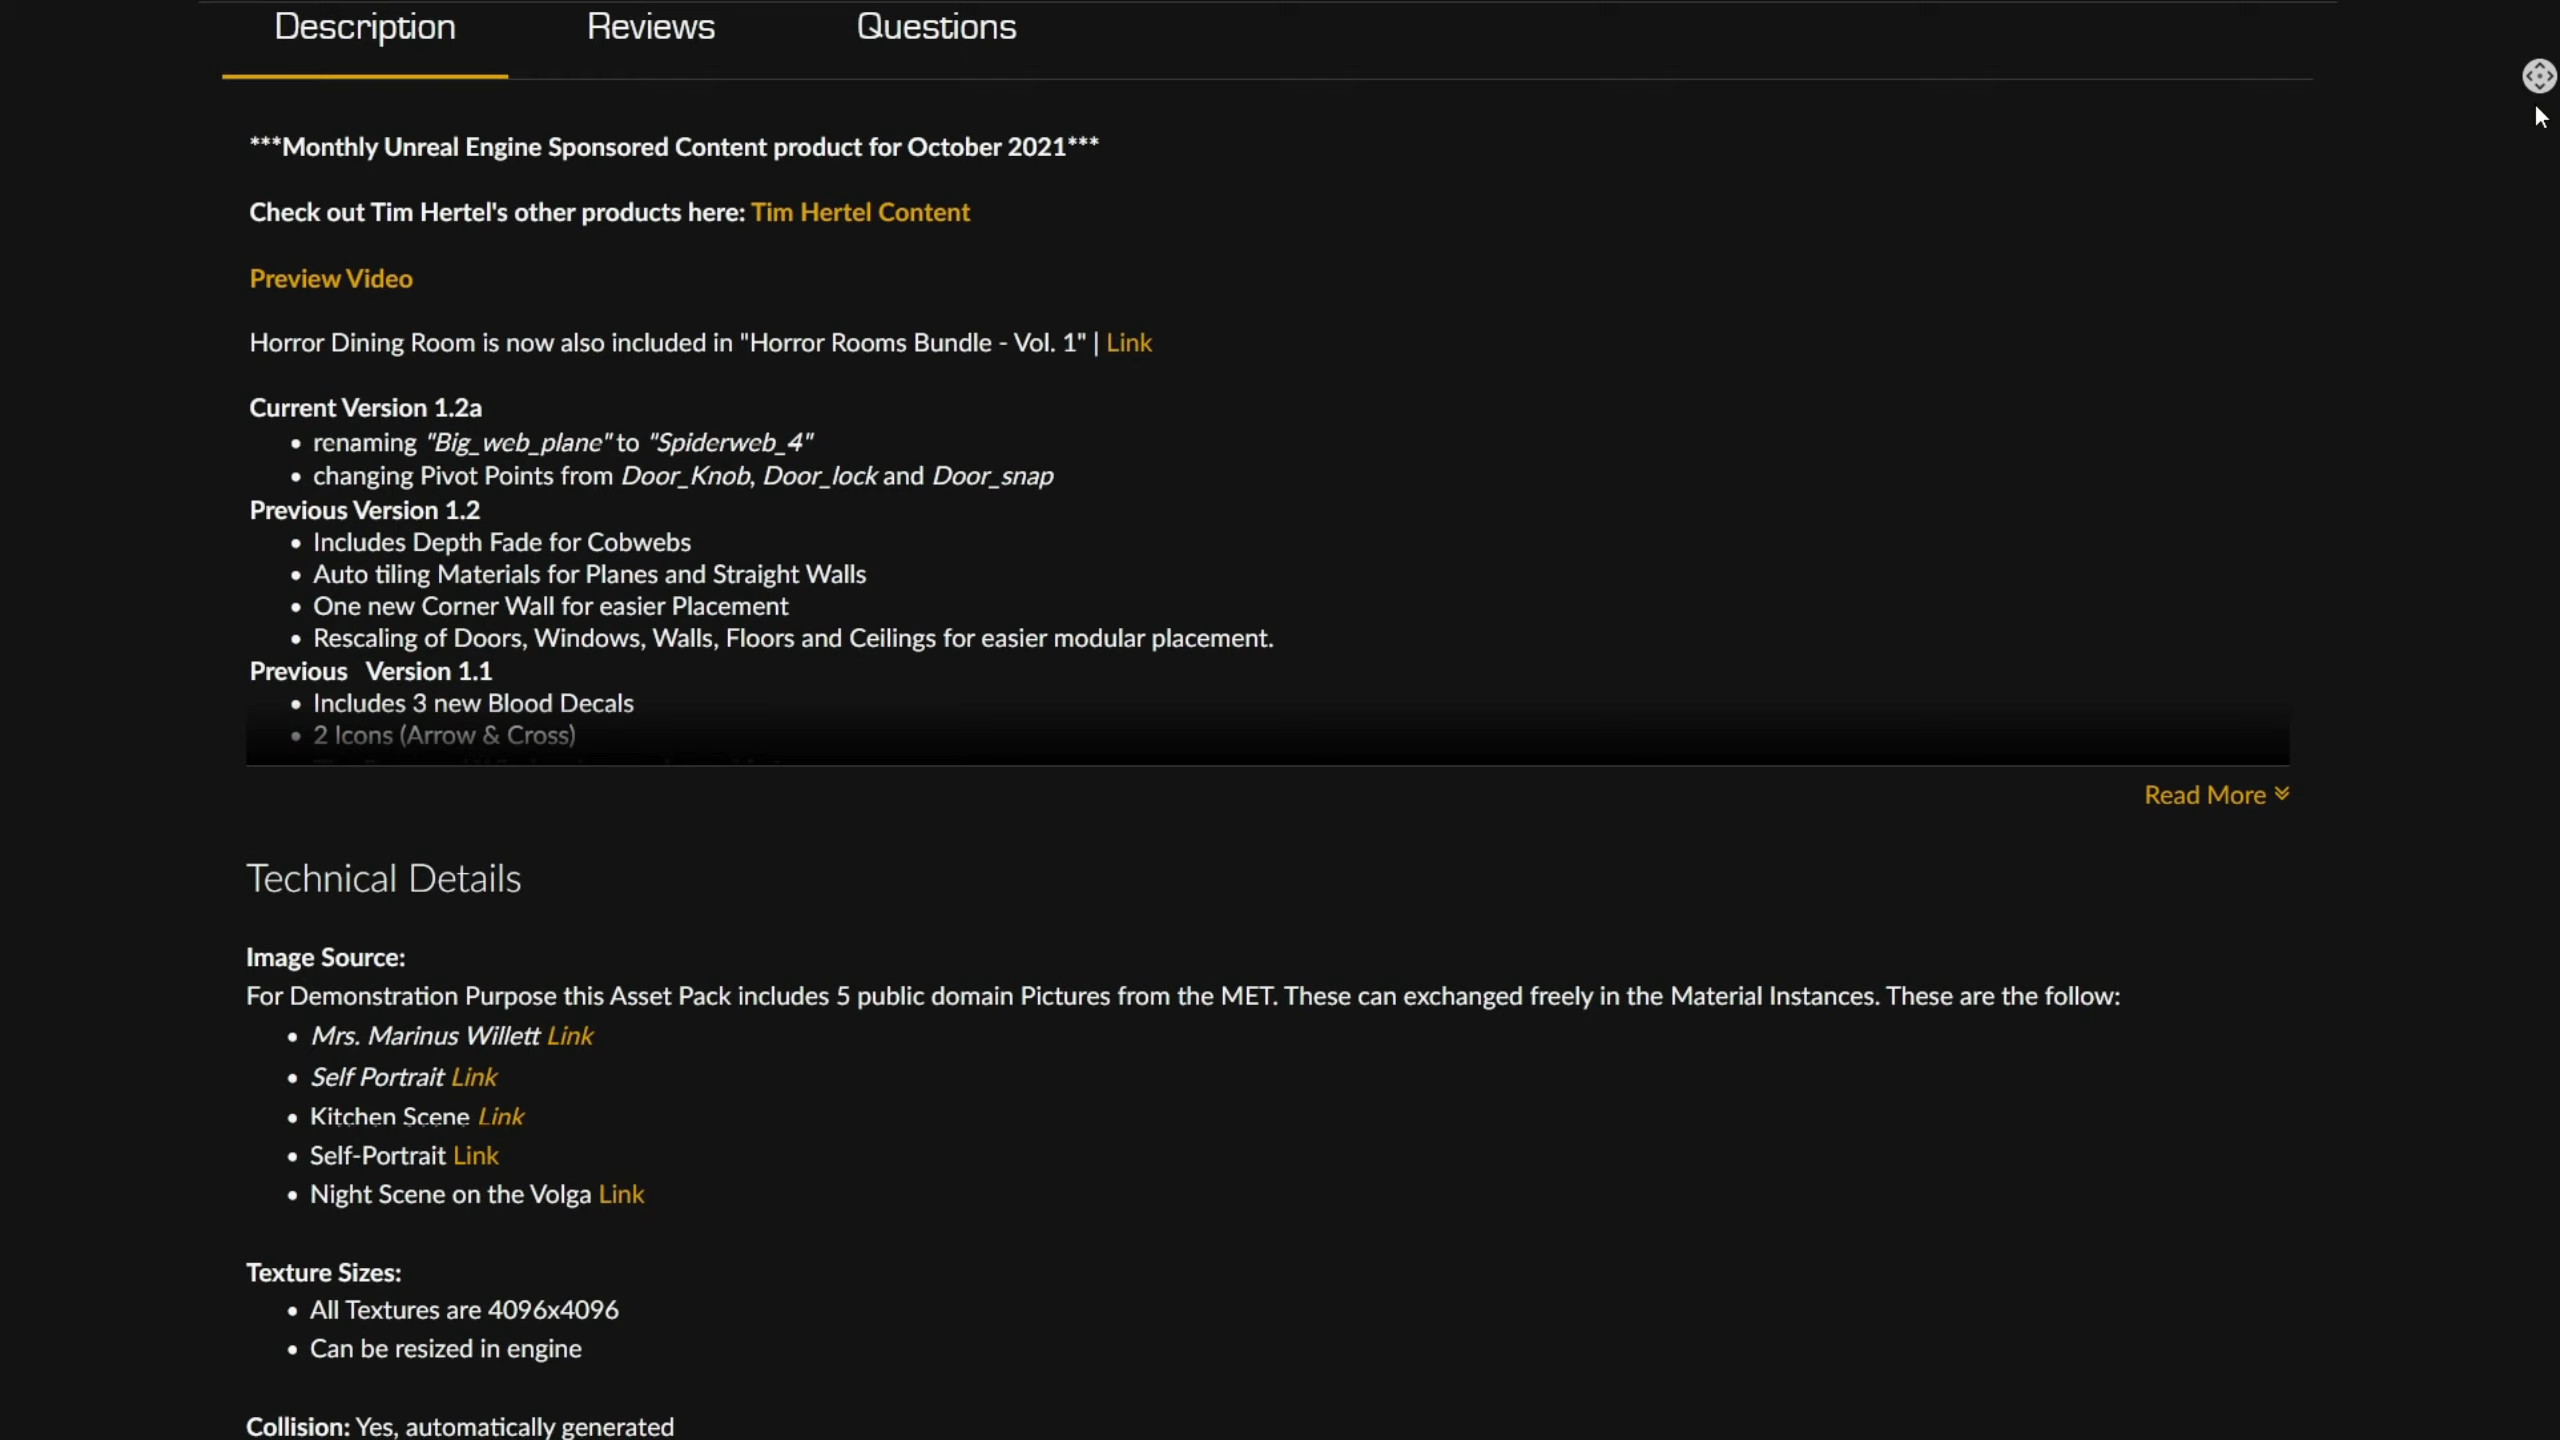 Description Reviews Questions
***Monthly Unreal Engine Sponsored Content product for October 2021***
Check out Tim Hertel's other products here: Tim Hertel Content
Preview Video
Horror Dining Room is now also included in "Horror Rooms Bundle - Vol. 1" | Link
Current Version 1.2a
• renaming "Big_web_plane" to "Spiderweb_4"
• changing Pivot Points from Door_Knob, Door_lock and Door_snap
Previous Version 1.2
• Includes Depth Fade for Cobwebs
• Auto tiling Materials for Planes and Straight Walls
• One new Corner Wall for easier Placement
• Rescaling of Doors, Windows, Walls, Floors and Ceilings for easier modular placement.
Previous Version 1.1
• Includes 3 new Blood Decals
• 2 Icons (Arrow & Cross)
Read More
Technical Details
Image Source:
For Demonstration Purpose this Asset Pack includes 5 public domain Pictures from the MET. These can exchanged freely in the Material Instances. These are the follow:
• Mrs. Marinus Willett Link
• Self Portrait Link
• Kitchen Scene Link
• Self-Portrait Link
• Night Scene on the Volga Link
Texture Sizes:
• All Textures are 4096x4096
• Can be resized in engine
Collision: Yes, automatically generated